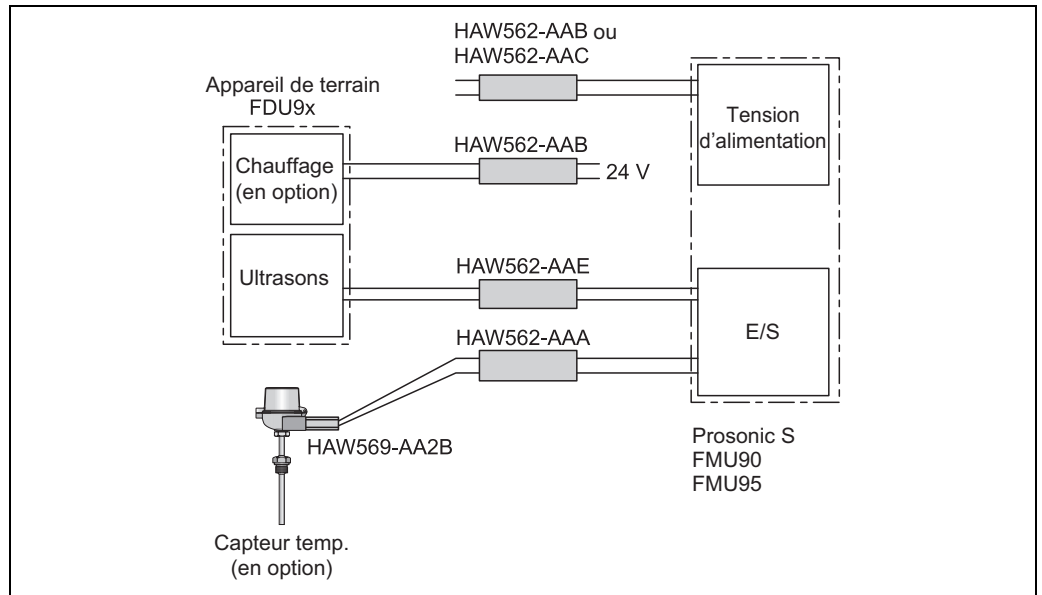 HAW562-AAB ou
HAW562-AAC
Appareil de terrain
FDU9x
Tension
d'alimentation
HAW562-AAB
Chauffage
(en option)
24 V
Ultrasons
HAW562-AAE
E/S
HAW562-AAA
HAW569-AA2B
Prosonic S
FMU90
FMU95
Capteur temp.
(en option)